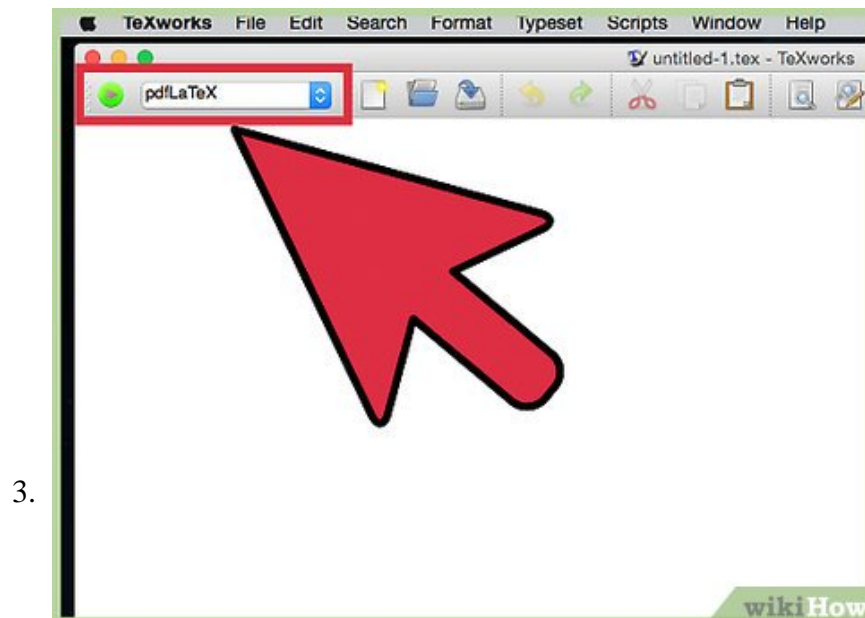 TeXworks File Edit Search Format Typeset Scripts Window Help
untitled-1.tex - TeXworks
pdfLaTeX
3.
wikiHow